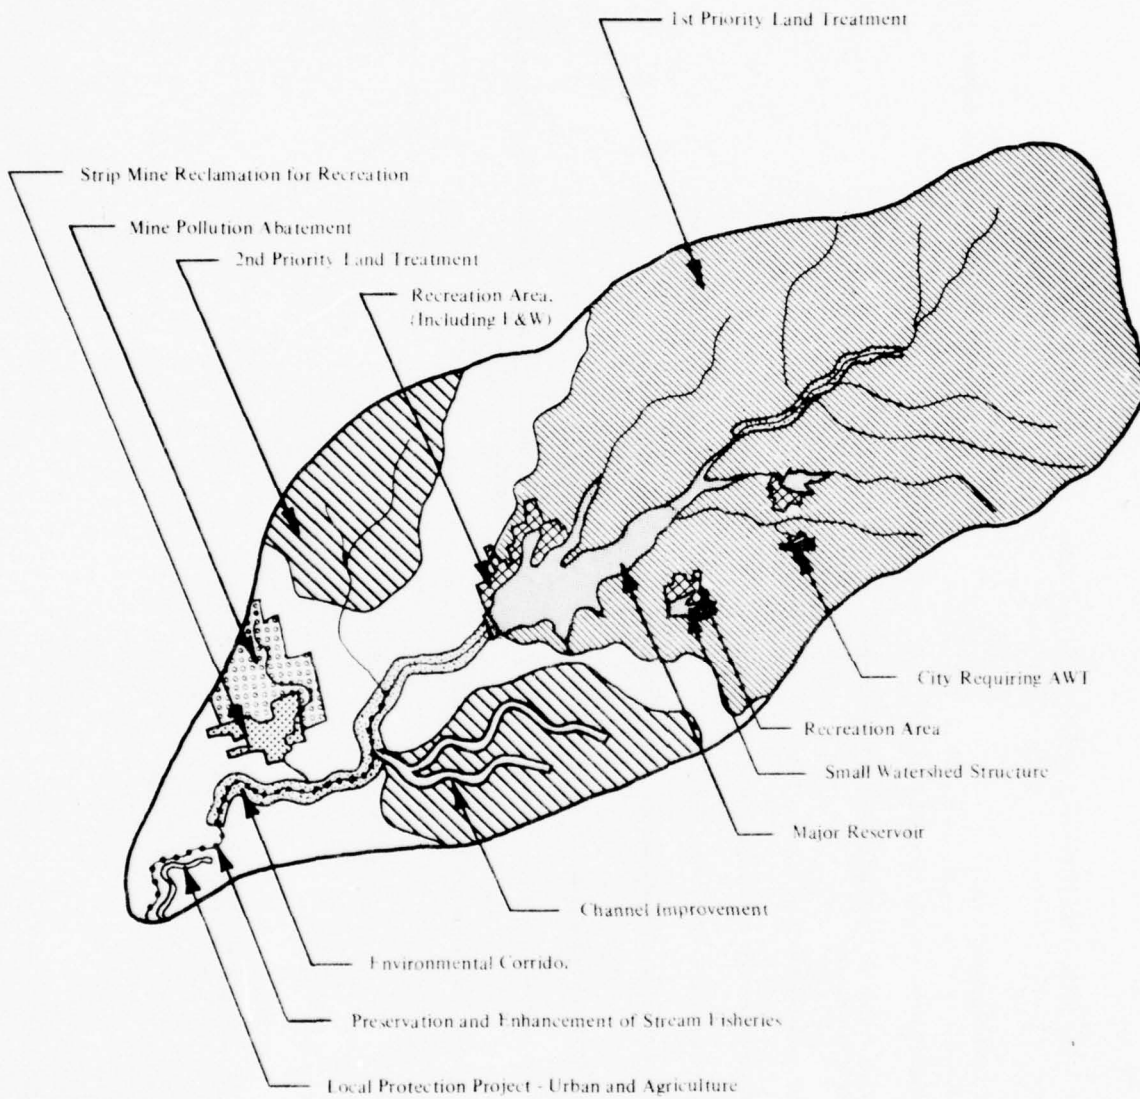 1st Priority Land Treatment
Strip Mine Reclamation for Recreation
Mine Pollution Abatement
2nd Priority Land Treatment
Recreation Area,
(Including F&W)
City Requiring AWT
Recreation Area
Small Watershed Structure
Major Reservoir
Channel Improvement
Environmental Corridor
Preservation and Enhancement of Stream Fisheries
Local Protection Project - Urban and Agriculture